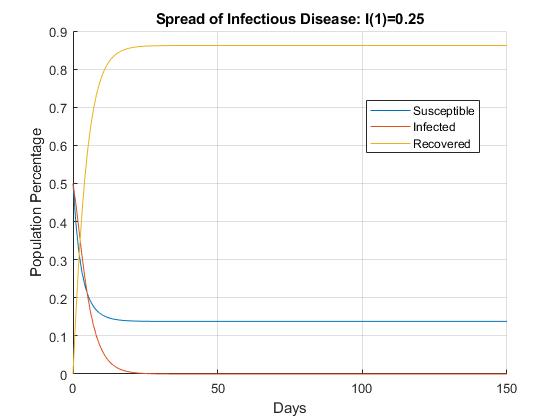 Spread of Infectious Disease: I(1)=0.25
0.9
0.8
0.7
0.6
0.5
0.4
0.3
0.2
0.1
0
Population Percentage
Susceptible
Infected
Recovered
0 50 100 150
Days